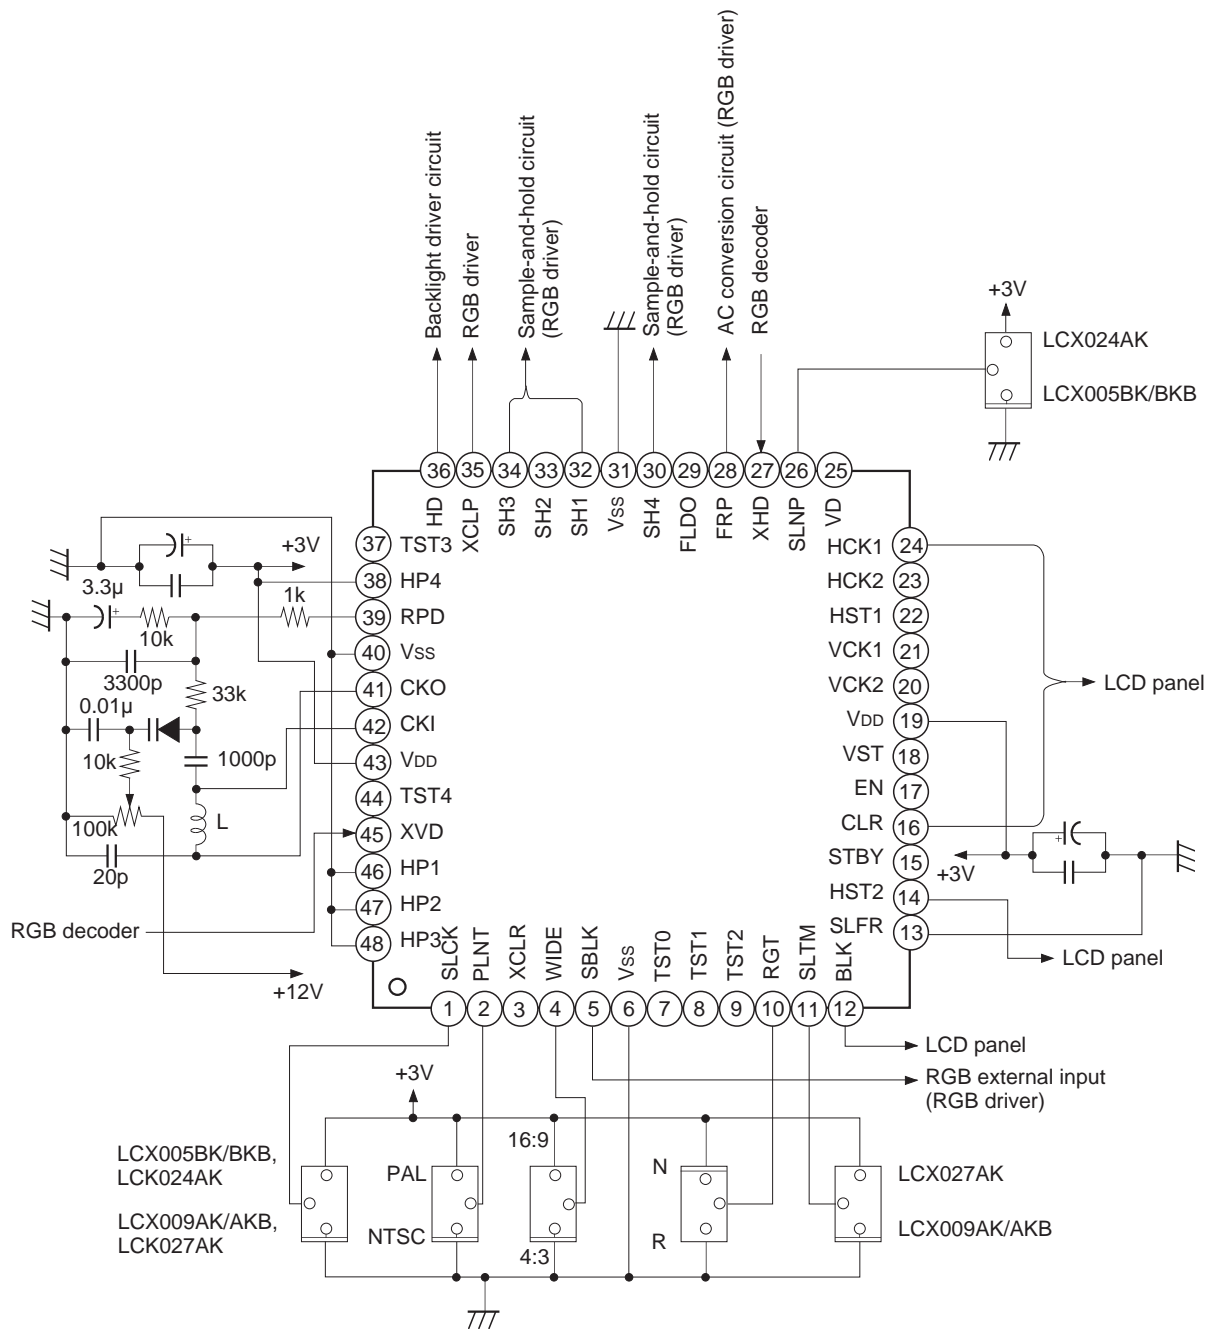 Backlight driver circuit
RGB driver
Sample-and-hold circuit
(RGB driver)
Sample-and-hold circuit
(RGB driver)
AC conversion circuit (RGB driver)
RGB decoder
+3V
LCX024AK
LCX005BK/BKB
36 35 34 33 32 31 30 29 28 27 26 25
HD XCLP SH3 SH2 SH1 VSS SH4 FLDO FRP XHD SLNP VD
37 TST3
38 HP4
39 RPD
40 VSS
41 CKO
42 CKI
43 VDD
44 TST4
45 XVD
46 HP1
47 HP2
48 HP3
HCK1 24
HCK2 23
HST1 22
VCK1 21
VCK2 20
VDD 19
VST 18
EN 17
CLR 16
STBY 15
HST2 14
SLFR 13
+
+3V
3.3µ
+
10k
1k
3300p
33k
0.01µ
10k
1000p
100k
L
20p
RGB decoder
+12V
LCD panel
+
+3V
LCD panel
SLCK PLNT XCLR WIDE SBLK VSS TST0 TST1 TST2 RGT SLTM BLK
1 2 3 4 5 6 7 8 9 10 11 12
LCD panel
RGB external input
(RGB driver)
+3V
LCX005BK/BKB,
LCK024AK
LCX009AK/AKB,
LCK027AK
PAL
NTSC
16:9
4:3
N
R
LCX027AK
LCX009AK/AKB